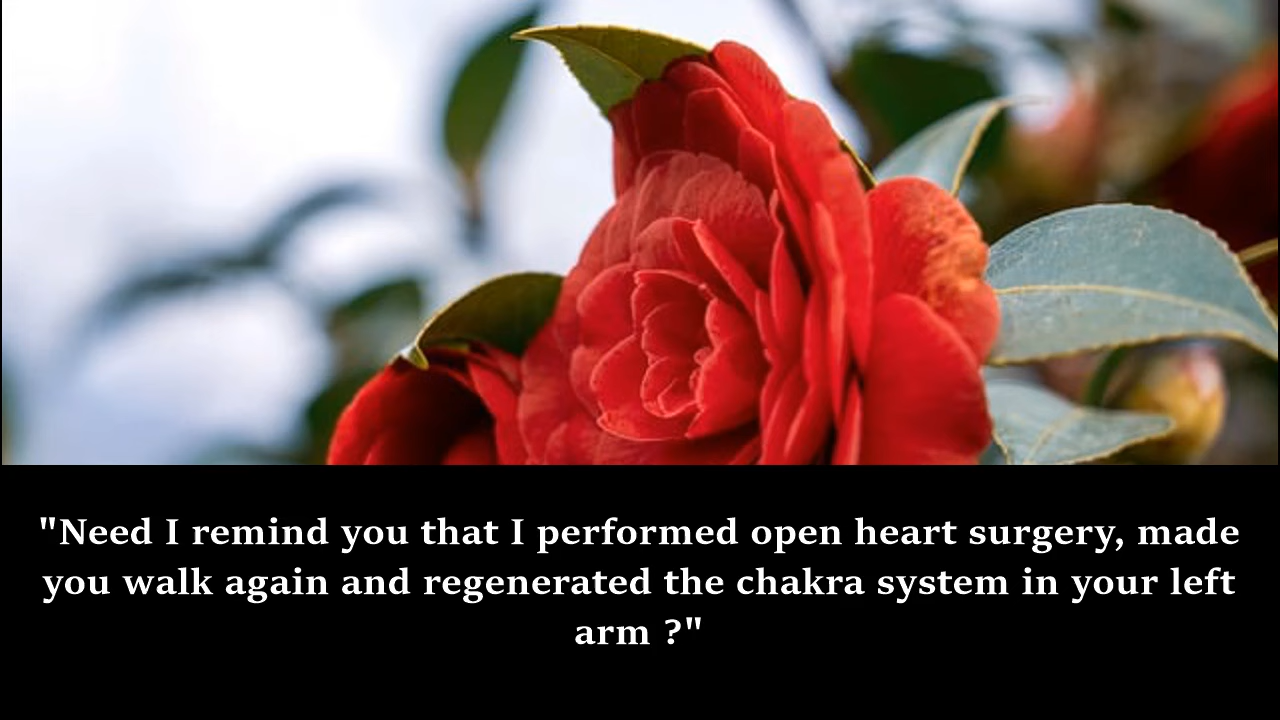 "Need I remind you that I performed open heart surgery, made
you walk again and regenerated the chakra system in your left
arm ?"